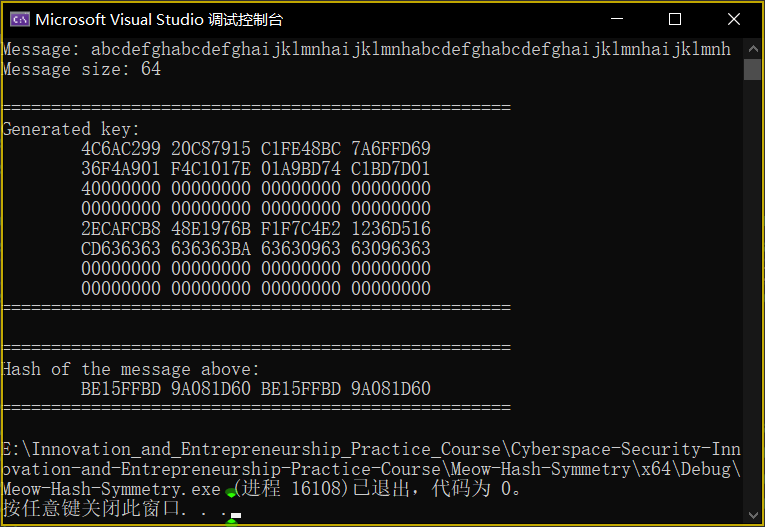 Microsoft Visual Studio 调试控制台
Message: abcdefghabcdefghaijklmnhaijklmnhabcdefghabcdefghaijklmnhaijklmnh
Message size: 64
=====================================================
Generated key:
4C6AC299 20C87915 C1FE48BC 7A6FFD69
36F4A901 F4C1017E 01A9BD74 C1BD7D01
40000000 00000000 00000000 00000000
00000000 00000000 00000000 00000000
2ECAFCB8 48E1976B F1F7C4E2 1236D516
CD636363 636363BA 63630963 63096363
00000000 00000000 00000000 00000000
00000000 00000000 00000000 00000000
=====================================================
=====================================================
Hash of the message above:
BE15FFBD 9A081D60 BE15FFBD 9A081D60
=====================================================
E:\Innovation_and_Entrepreneurship_Practice_Course\Cyberspace-Security-Inn
ovation-and-Entrepreneurship-Practice-Course\Meow-Hash-Symmetry\x64\Debug\
Meow-Hash-Symmetry.exe (进程 16108)已退出，代码为 0。
按任意键关闭此窗口. . .